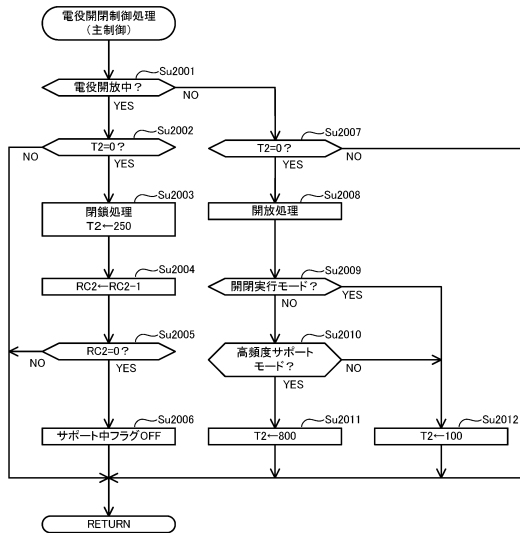 電役開閉制御処理
(主制御)
Su2001
電役開放中？
NO
YES
Su2002
T2=0？
NO
YES
Su2007
T2=0？
NO
YES
Su2003
閉鎖処理
T2←250
Su2008
開放処理
Su2004
RC2←RC2-1
Su2009
開閉実行モード？
YES
NO
Su2005
RC2=0？
NO
YES
Su2010
高頻度サポート
モード？
NO
YES
Su2006
サポート中フラグOFF
Su2011
T2←800
Su2012
T2←100
RETURN